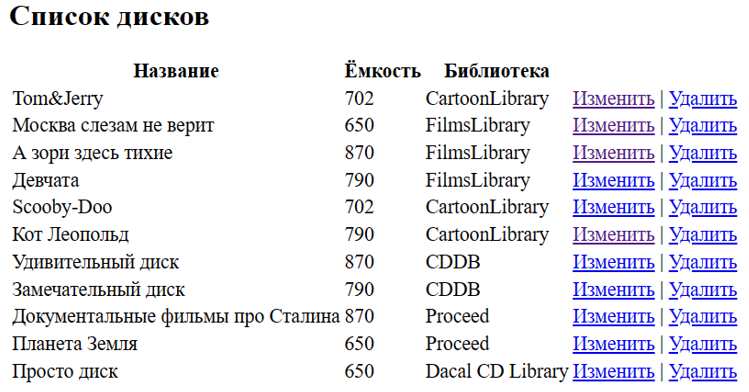 Список дисков
Название Ёмкость Библиотека
Tom&Jerry 702 CartoonLibrary Изменить | Удалить
Москва слезам не верит 650 FilmsLibrary Изменить | Удалить
А зори здесь тихие 870 FilmsLibrary Изменить | Удалить
Девчата 790 FilmsLibrary Изменить | Удалить
Scooby-Doo 702 CartoonLibrary Изменить | Удалить
Кот Леопольд 790 CartoonLibrary Изменить | Удалить
Удивительный диск 870 CDDB Изменить | Удалить
Замечательный диск 790 CDDB Изменить | Удалить
Документальные фильмы про Сталина 870 Proceed Изменить | Удалить
Планета Земля 650 Proceed Изменить | Удалить
Просто диск 650 Dacal CD Library Изменить | Удалить